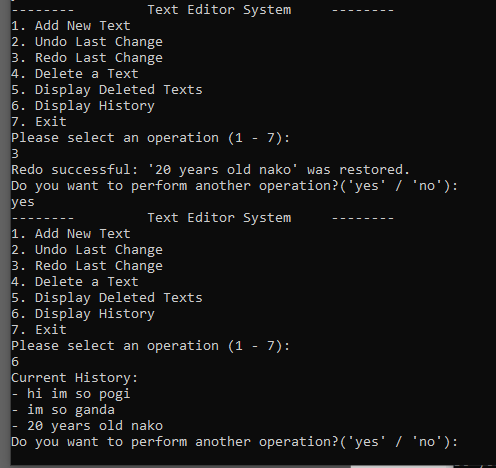 --------         Text Editor System     --------
1. Add New Text
2. Undo Last Change
3. Redo Last Change
4. Delete a Text
5. Display Deleted Texts
6. Display History
7. Exit
Please select an operation (1 - 7):
3
Redo successful: '20 years old nako' was restored.
Do you want to perform another operation?('yes' / 'no'):
yes
--------         Text Editor System     --------
1. Add New Text
2. Undo Last Change
3. Redo Last Change
4. Delete a Text
5. Display Deleted Texts
6. Display History
7. Exit
Please select an operation (1 - 7):
6
Current History:
- hi im so pogi
- im so ganda
- 20 years old nako
Do you want to perform another operation?('yes' / 'no'):